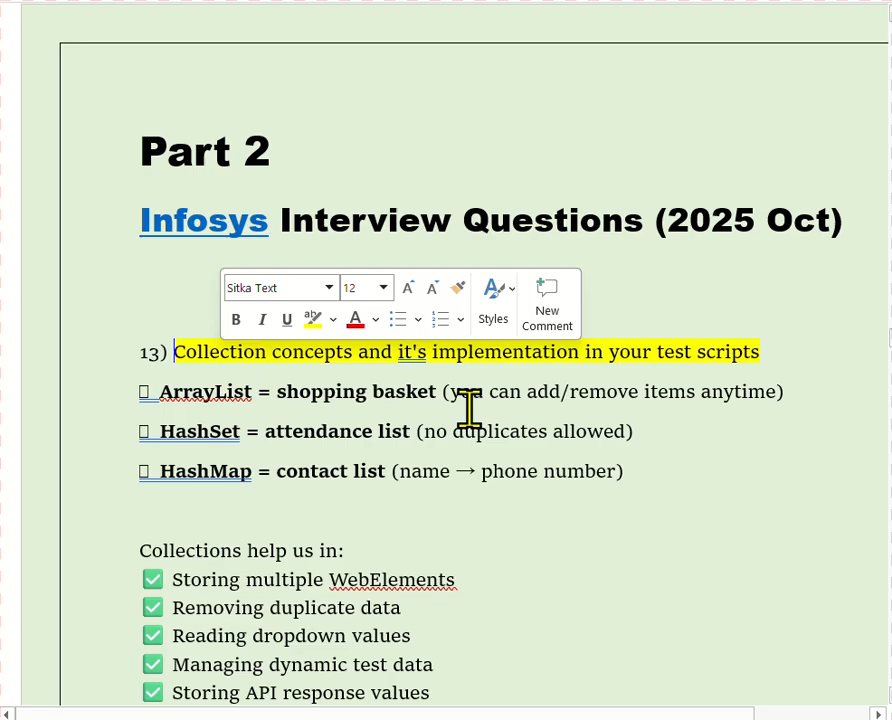 Part 2
Infosys Interview Questions (2025 Oct)
Sitka Text 12 A A A
B I U ab A Styles New Comment
13) Collection concepts and it's implementation in your test scripts
ArrayList = shopping basket (you can add/remove items anytime)
HashSet = attendance list (no duplicates allowed)
HashMap = contact list (name → phone number)
Collections help us in:
✅ Storing multiple WebElements
✅ Removing duplicate data
✅ Reading dropdown values
✅ Managing dynamic test data
✅ Storing API response values